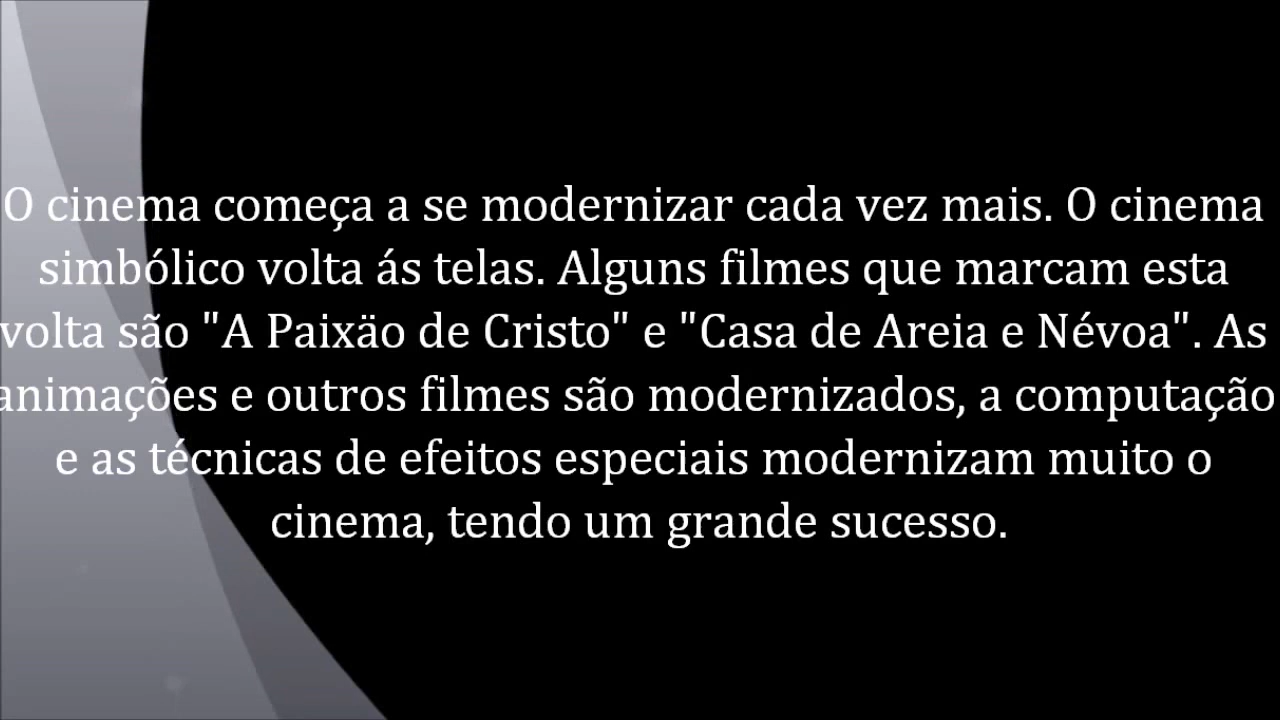 O cinema começa a se modernizar cada vez mais. O cinema
simbólico volta ás telas. Alguns filmes que marcam esta
volta são "A Paixäo de Cristo" e "Casa de Areia e Névoa". As
animações e outros filmes são modernizados, a computação
e as técnicas de efeitos especiais modernizam muito o
cinema, tendo um grande sucesso.